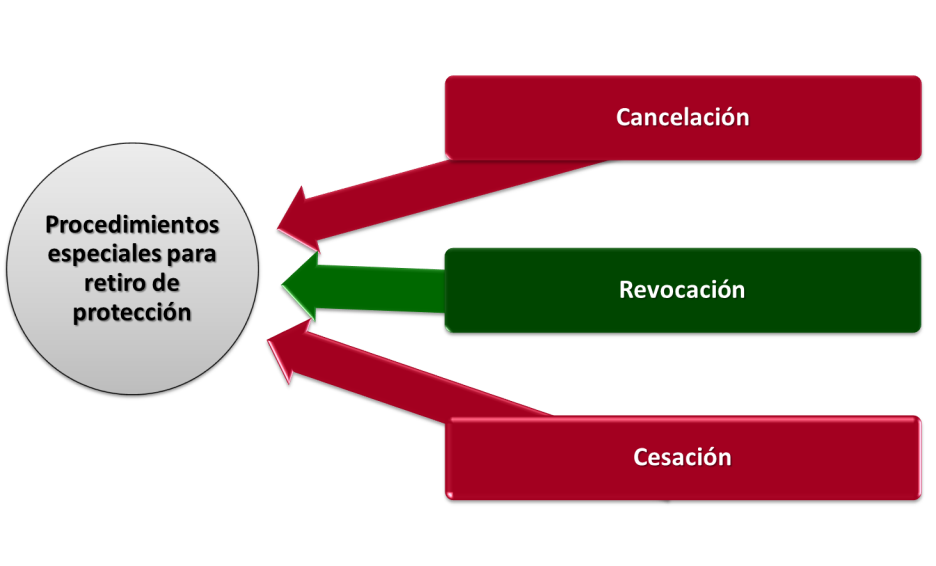 Procedimientos
especiales para
retiro de
protección
Cancelación
Revocación
Cesación